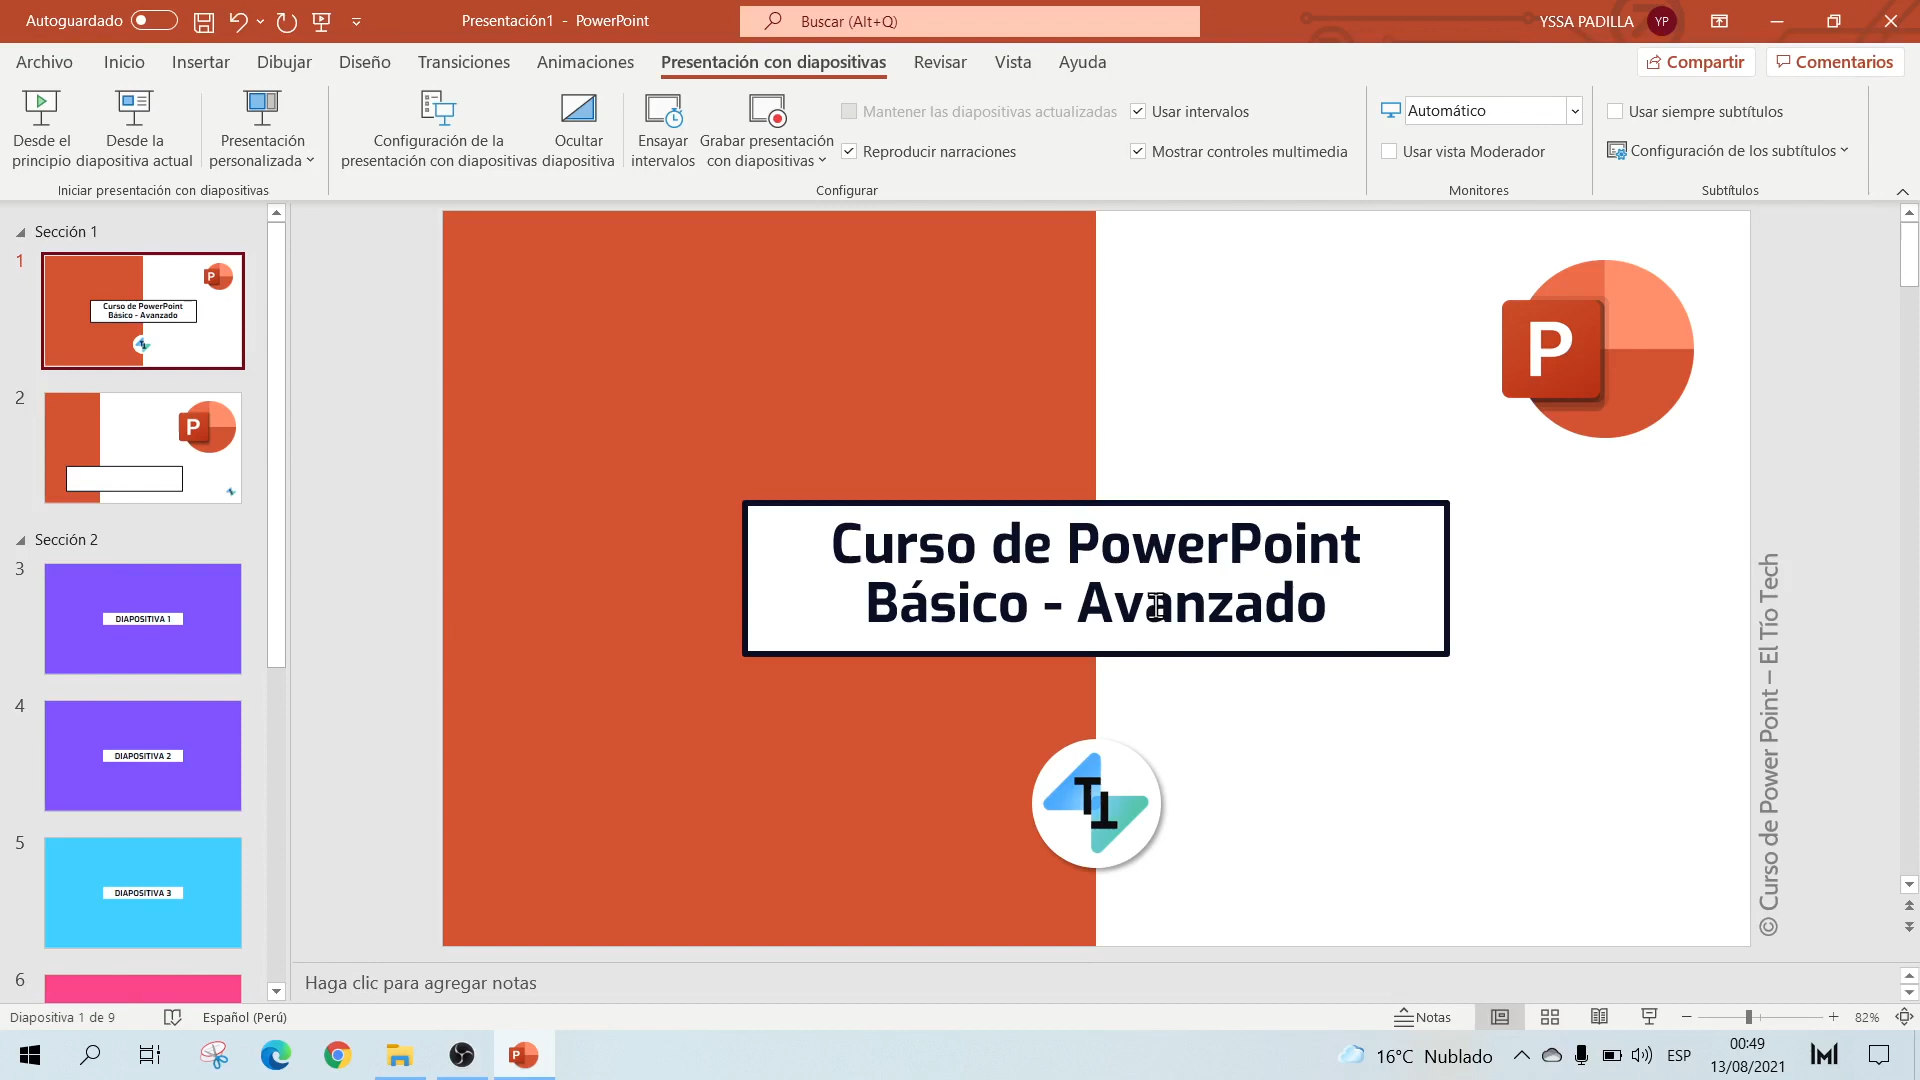 Autoguardado
Presentación1 - PowerPoint
Buscar (Alt+Q)
YSSA PADILLA
YP
Archivo
Inicio
Insertar
Dibujar
Diseño
Transiciones
Animaciones
Presentación con diapositivas
Revisar
Vista
Ayuda
Compartir
Comentarios
Desde el
principio
Desde la
diapositiva actual
Presentación
personalizada
Iniciar presentación con diapositivas
Configuración de la
presentación con diapositivas
Ocultar
diapositiva
Ensayar
intervalos
Grabar presentación
con diapositivas
Mantener las diapositivas actualizadas
Reproducir narraciones
Usar intervalos
Mostrar controles multimedia
Configurar
Automático
Usar vista Moderador
Monitores
Usar siempre subtítulos
Configuración de los subtítulos
Subtítulos
Sección 1
1
Curso de PowerPoint
Básico - Avanzado
P
2
P
Sección 2
3
DIAPOSITIVA 1
4
DIAPOSITIVA 2
5
DIAPOSITIVA 3
6
P
Curso de PowerPoint
Básico - Avanzado
© Curso de Power Point – El Tío Tech
Haga clic para agregar notas
Diapositiva 1 de 9
Español (Perú)
Notas
82%
P
16°C Nublado
ESP
00:49
13/08/2021